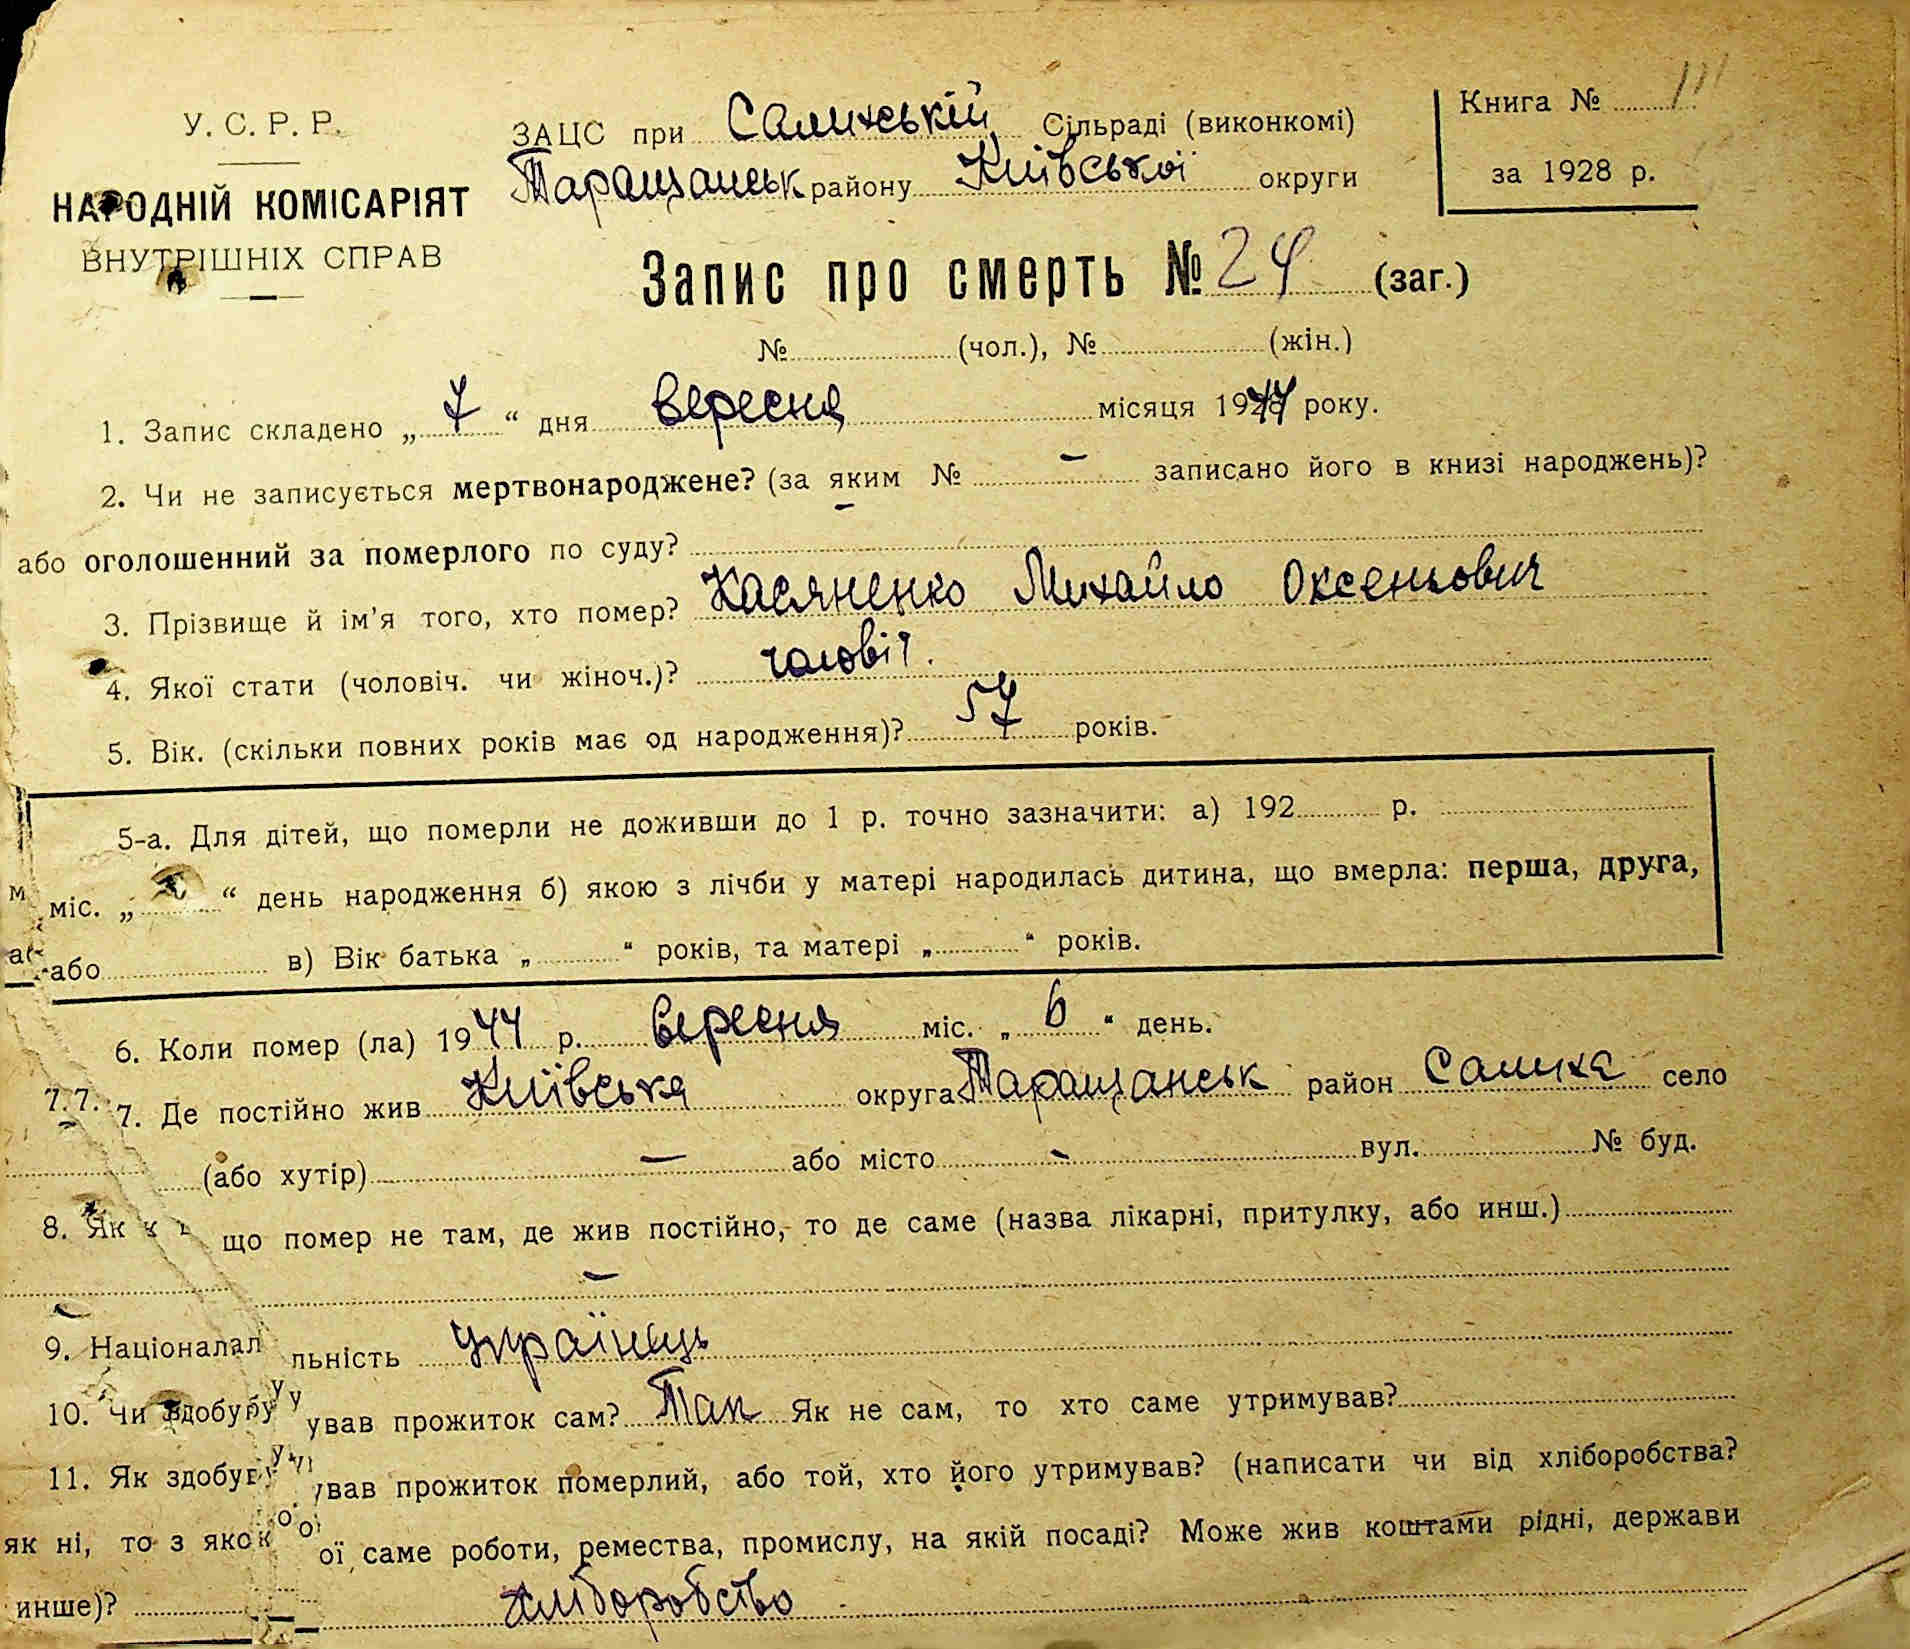 У. С. Р. Р.
НАРОДНІЙ КОМІСАРІЯТ
ВНУТРІШНІХ СПРАВ
ЗАЦС при Салиській Сільраді (виконкомі)
Таращанськ району Київської округи
Книга №
за 1928 р.
Запис про смерть № 24 (заг.)
№ (чол.), № (жін.)
1. Запис складено „ 7 “ дня вересня місяця 1944 року.
2. Чи не записується мертвонароджене? (за яким № – записано його в книзі народжень)?
або оголошенний за померлого по суду? –
3. Прізвище й ім'я того, хто помер? Касяненко Михайло Оксеньович
4. Якої стати (чоловіч. чи жіноч.)? чоловіч.
5. Вік. (скільки повних років має од народження)? 57 років.
5-а. Для дітей, що померли не доживши до 1 р. точно зазначити: а) 192 р.
міс. „ “ день народження б) якою з лічби у матері народилась дитина, що вмерла: перша, друга,
або в) Вік батька „ “ років, та матері „ “ років.
6. Коли помер (ла) 1944 р. вересня міс. „ 6 “ день.
7. Де постійно жив Київська округа Таращанськ район Салиха село
(або хутір) – або місто – вул. № буд.
8. Як що помер не там, де жив постійно, то де саме (назва лікарні, притулку, або инш.)
–
9. Національність Українець
10. Чи здобував прожиток сам? Так Як не сам, то хто саме утримував?
11. Як здобував прожиток померлий, або той, хто його утримував? (написати чи від хліборобства?
як ні, то з якої саме роботи, ремества, промислу, на якій посаді? Може жив коштами рідні, держави
инше)? хліборобство